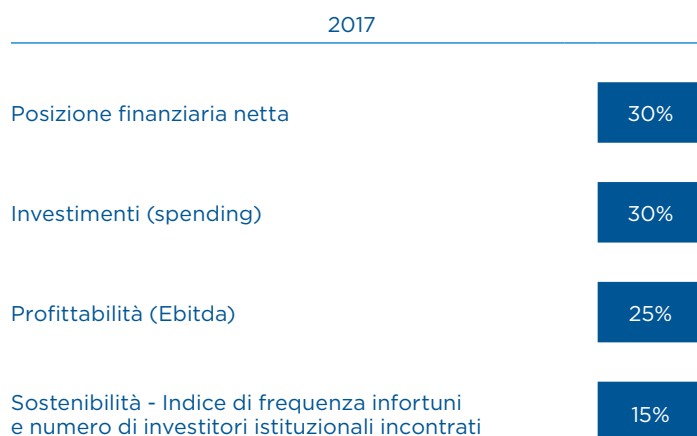 2017
Posizione finanziaria netta
30%
Investimenti (spending)
30%
Profittabilità (Ebitda)
25%
Sostenibilità - Indice di frequenza infortuni
e numero di investitori istituzionali incontrati
15%